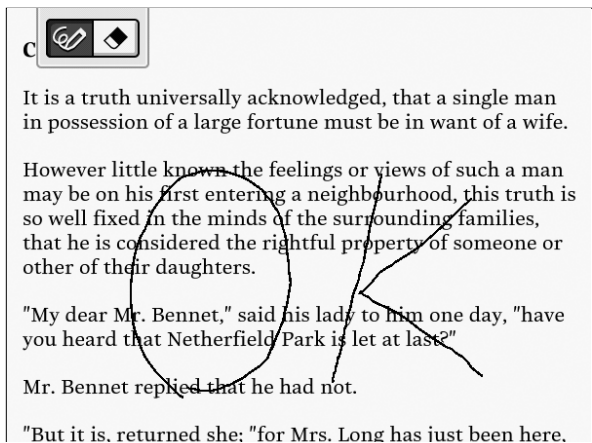 C
It is a truth universally acknowledged, that a single man
in possession of a large fortune must be in want of a wife.
However little known the feelings or views of such a man
may be on his first entering a neighbourhood, this truth is
so well fixed in the minds of the surrounding families,
that he is considered the rightful property of someone or
other of their daughters.
"My dear Mr. Bennet," said his lady to him one day, "have
you heard that Netherfield Park is let at last?"
Mr. Bennet replied that he had not.
"But it is, returned she; "for Mrs. Long has just been here,
OK